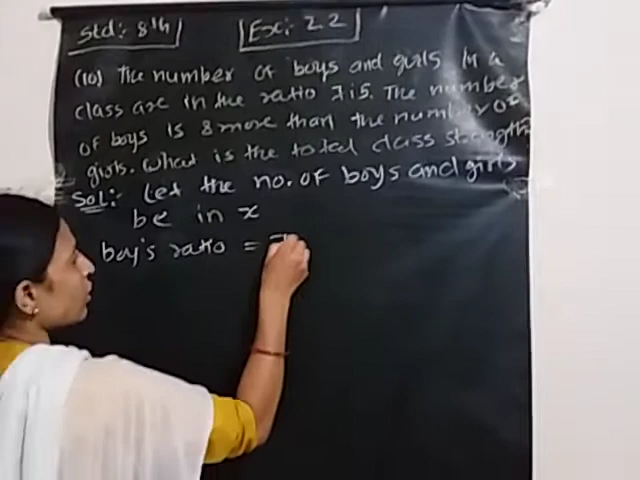 Std: 8th Ex: 2.2
(10) The number of boys and girls in a
class are in the ratio 7:5. The number
of boys is 8 more than the number of
girls. What is the total class strength
Sol: Let the no. of boys and girls
be in x
boy's ratio = 7